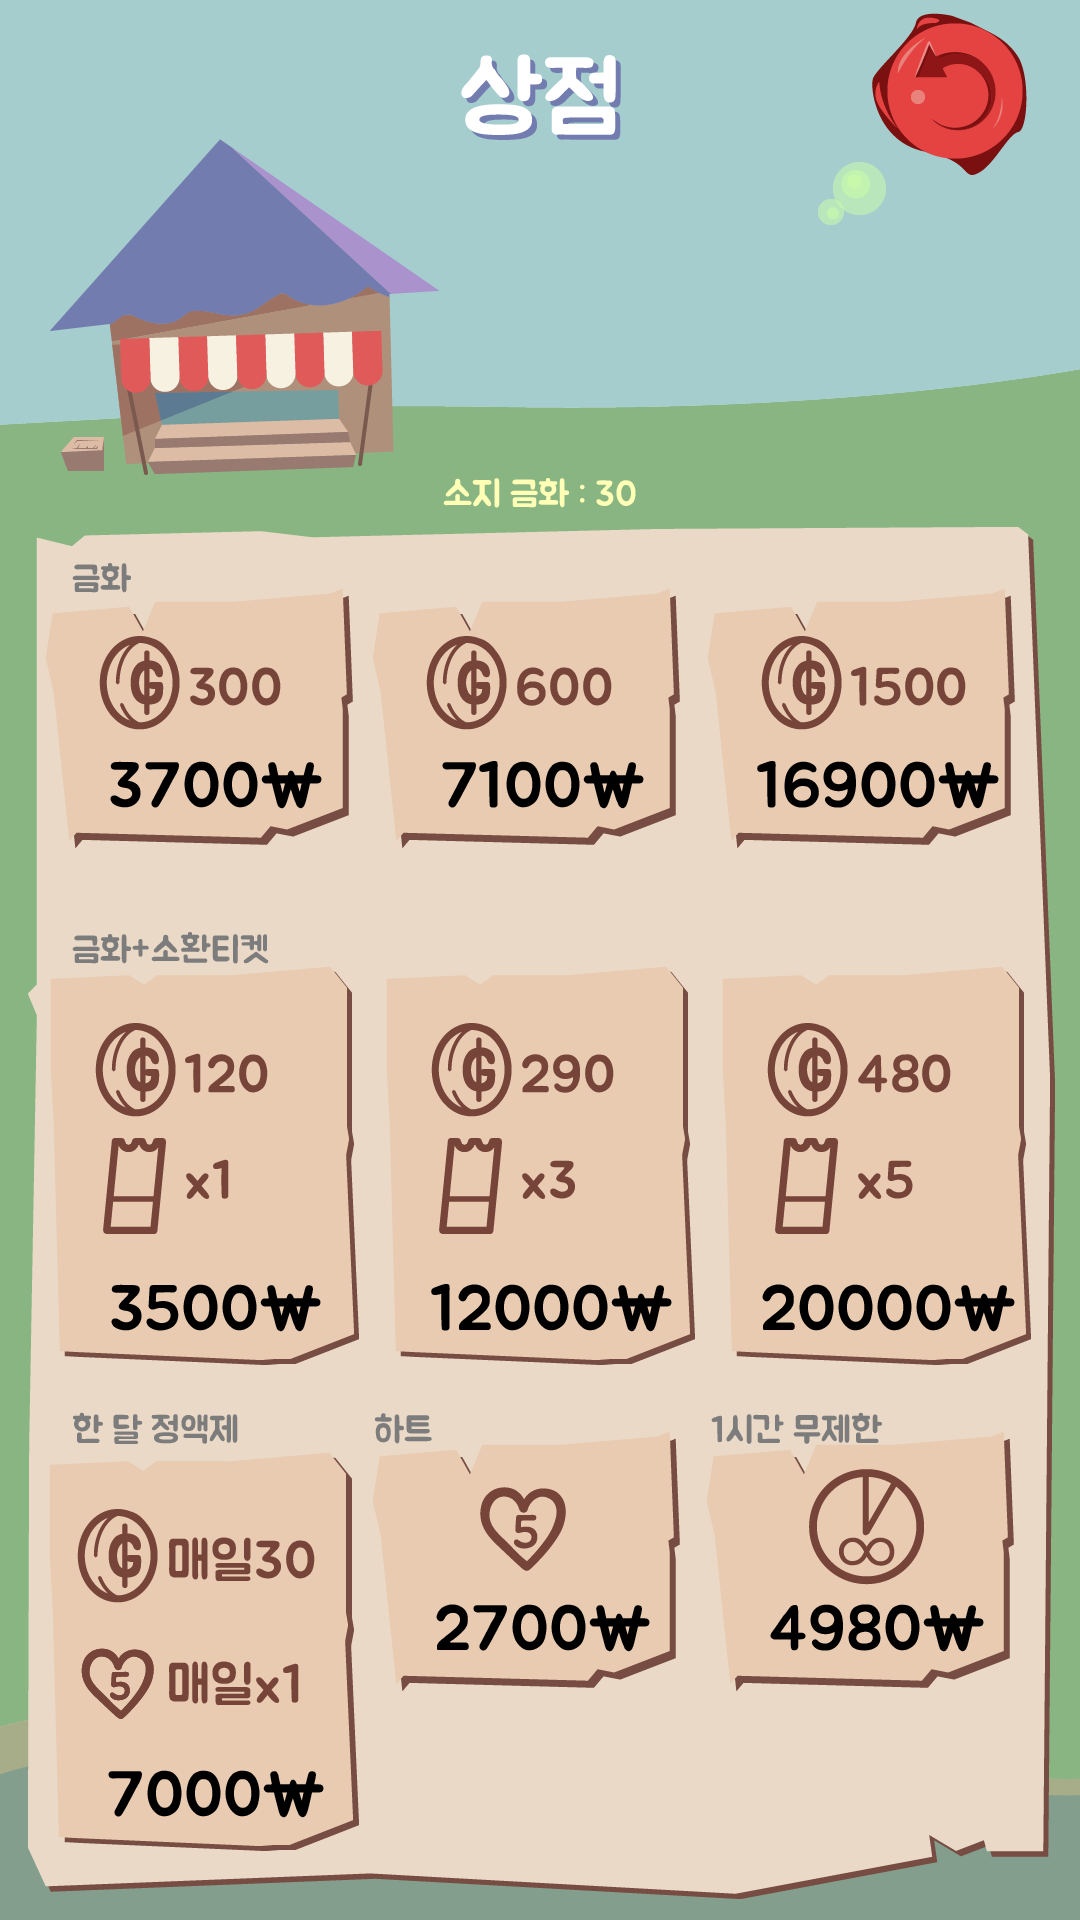 상점
소지 금화 : 30
금화
300
600
1500
3700₩
7100₩
16900₩
금화+소환티켓
120
290
480
x1
x3
x5
3500₩
12000₩
20000₩
한 달 정액제
하트
1시간 무제한
매일30
5
∞
2700₩
4980₩
5 매일x1
7000₩